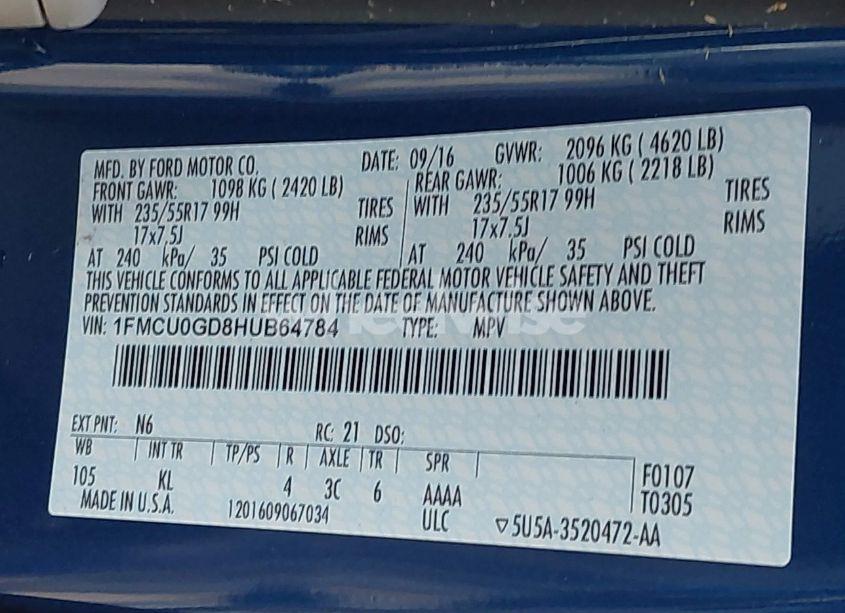 MFD. BY FORD MOTOR CO. DATE: 09/16 GVWR: 2096 KG ( 4620 LB)
FRONT GAWR: 1098 KG ( 2420 LB) REAR GAWR: 1006 KG ( 2218 LB)
WITH 235/55R17 99H TIRES WITH 235/55R17 99H TIRES
17x7.5J RIMS 17x7.5J RIMS
AT 240 kPa/ 35 PSI COLD AT 240 kPa/ 35 PSI COLD
THIS VEHICLE CONFORMS TO ALL APPLICABLE FEDERAL MOTOR VEHICLE SAFETY AND THEFT
PREVENTION STANDARDS IN EFFECT ON THE DATE OF MANUFACTURE SHOWN ABOVE.
VIN: 1FMCU0GD8HUB64784 TYPE: MPV
EXT PNT: N6 RC: 21 DSO:
WB INT TR TP/PS R AXLE TR SPR
105 KL 4 3C 6 AAAA F0107
MADE IN U.S.A. 1201609067034 ULC T0305
5U5A-3520472-AA